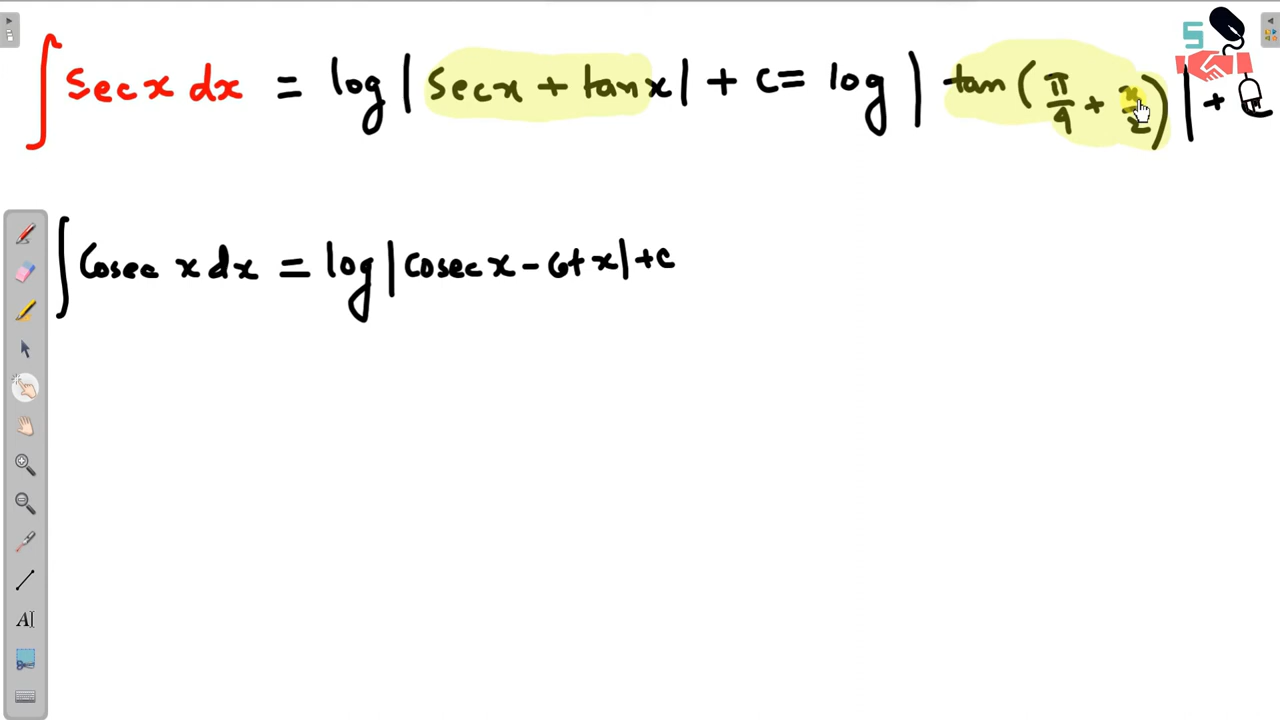 ∫ sec x dx = log | sec x + tan x | + c = log | tan ( π/4 + x/2 ) | + c
∫ cosec x dx = log | cosec x - cot x | + c